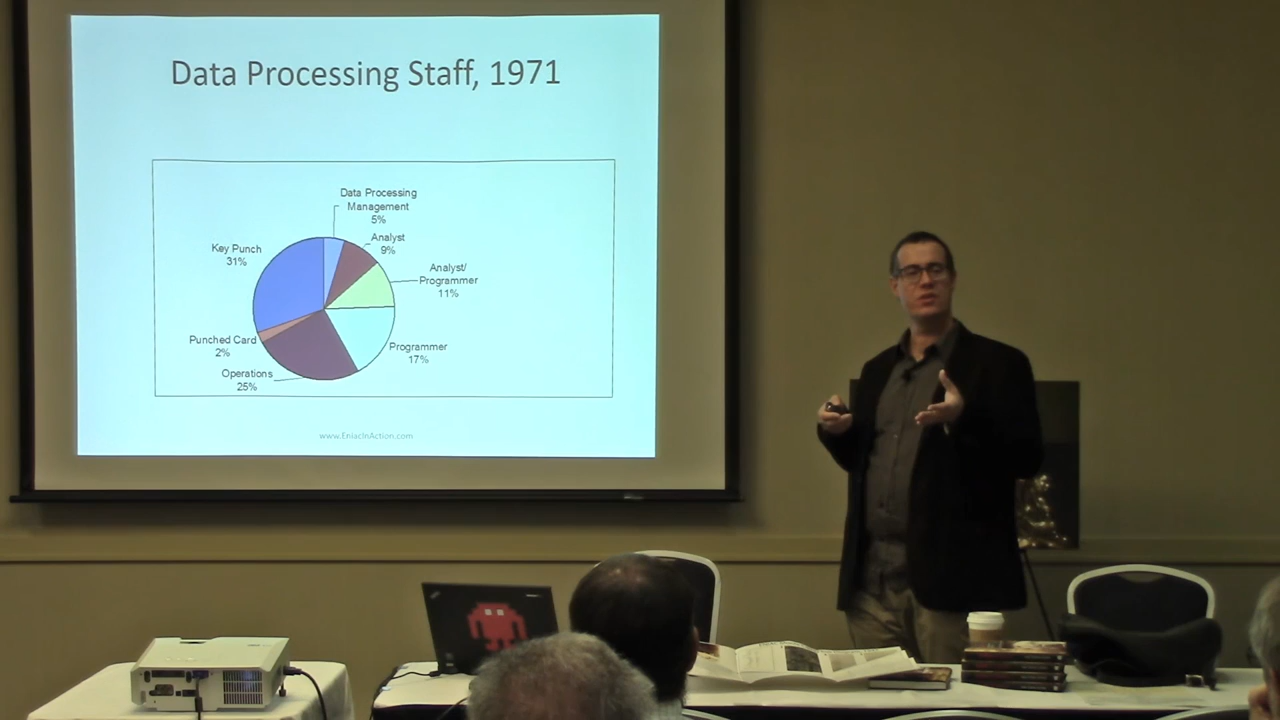 Data Processing Staff, 1971
Data Processing
Management
5%
Analyst
9%
Key Punch
31%
Analyst/
Programmer
11%
Punched Card
2%
Programmer
17%
Operations
25%
www.EniacInAction.com